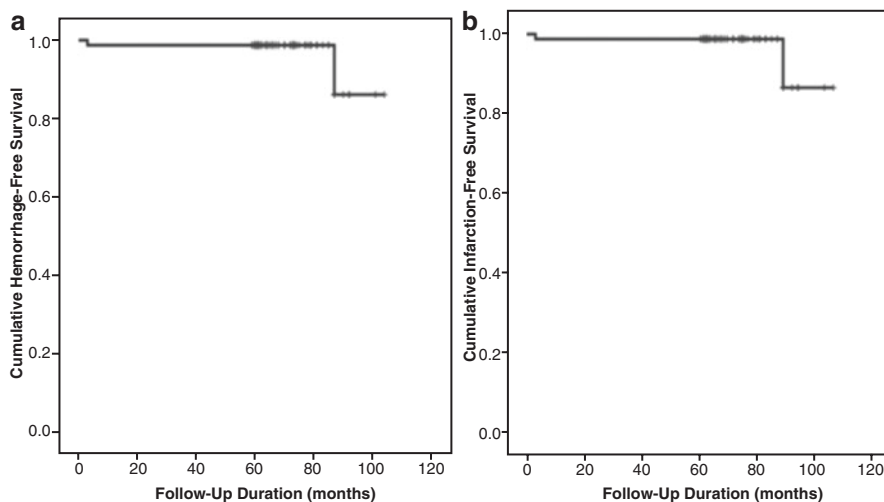 a
Cumulative Hemorrhage-Free Survival
1.0
0.8
0.6
0.4
0.2
0.0
0 20 40 60 80 100 120
Follow-Up Duration (months)
b
Cumulative Infarction-Free Survival
1.0
0.8
0.6
0.4
0.2
0.0
0 20 40 60 80 100 120
Follow-Up Duration (months)